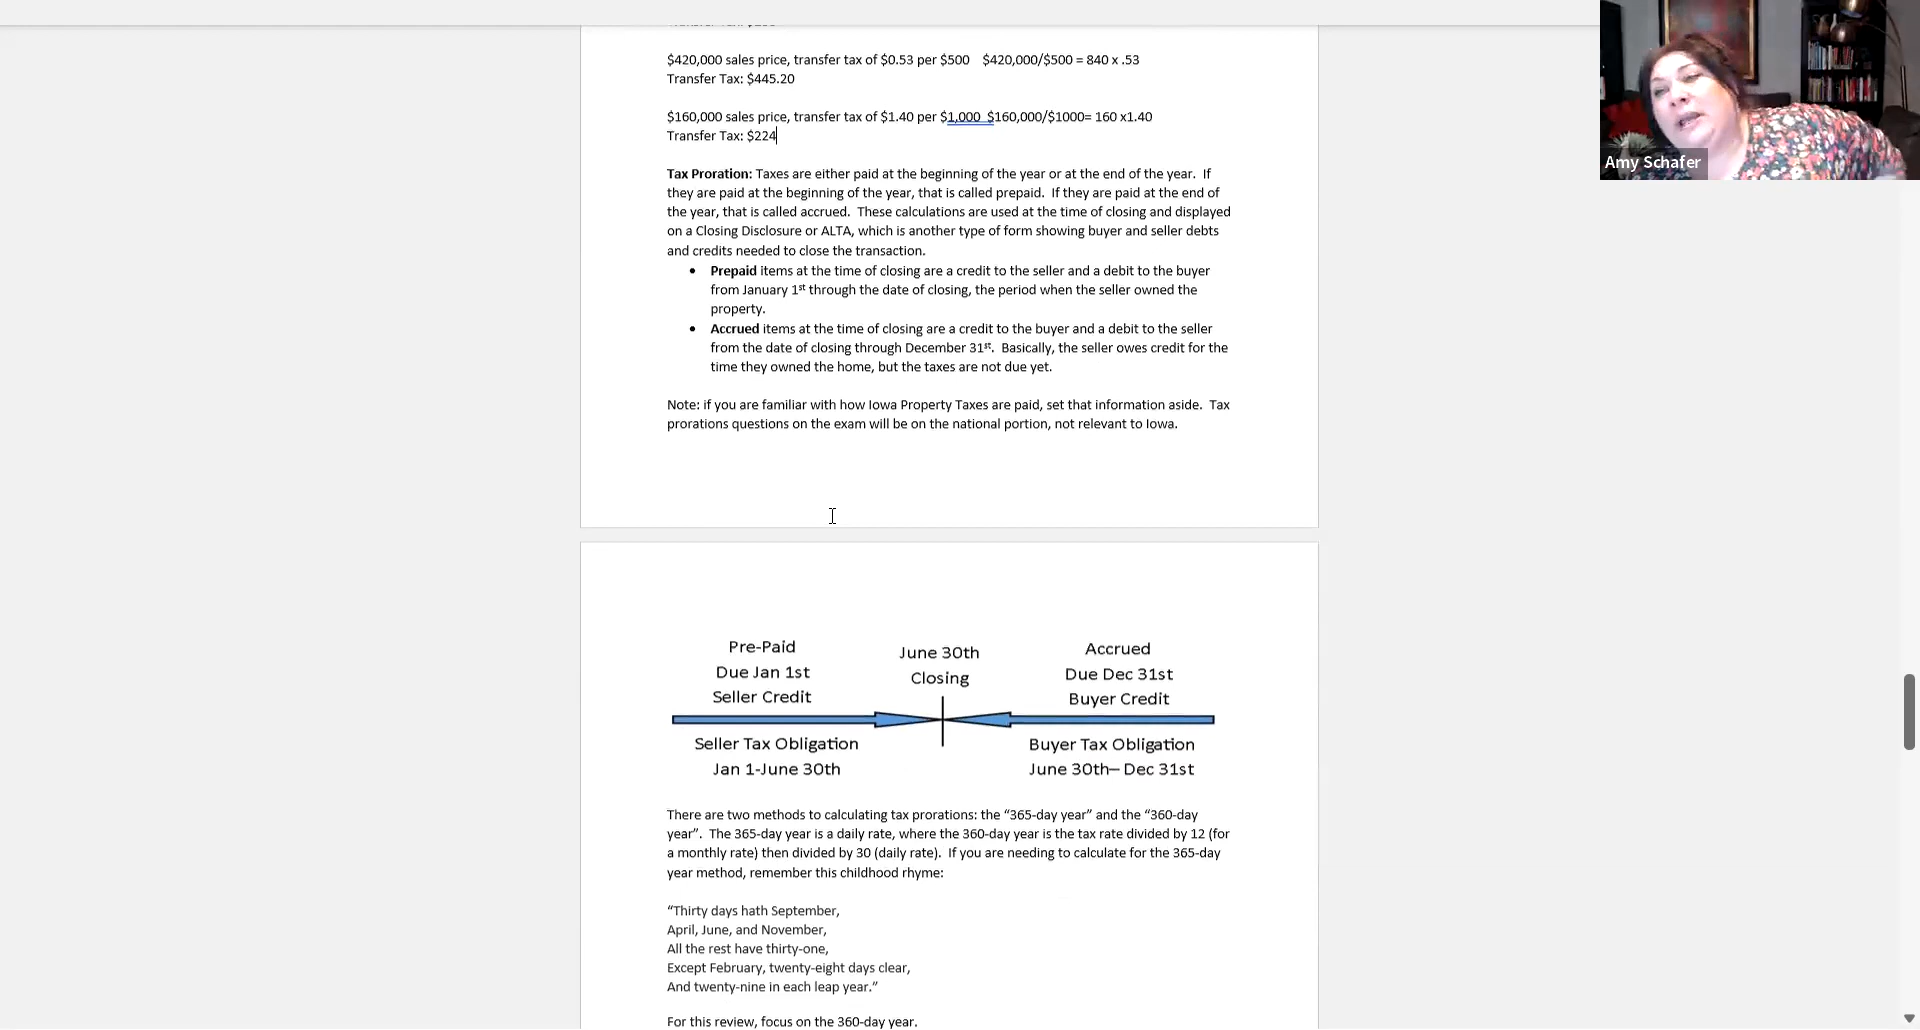 $420,000 sales price, transfer tax of $0.53 per $500    $420,000/$500 = 840 x .53
Transfer Tax: $445.20
$160,000 sales price, transfer tax of $1.40 per $1,000  $160,000/$1000= 160 x1.40
Transfer Tax: $224
Tax Proration: Taxes are either paid at the beginning of the year or at the end of the year.  If
they are paid at the beginning of the year, that is called prepaid.  If they are paid at the end of
the year, that is called accrued.  These calculations are used at the time of closing and displayed
on a Closing Disclosure or ALTA, which is another type of form showing buyer and seller debts
and credits needed to close the transaction.
• Prepaid items at the time of closing are a credit to the seller and a debit to the buyer
from January 1st through the date of closing, the period when the seller owned the
property.
• Accrued items at the time of closing are a credit to the buyer and a debit to the seller
from the date of closing through December 31st.  Basically, the seller owes credit for the
time they owned the home, but the taxes are not due yet.
Note: if you are familiar with how Iowa Property Taxes are paid, set that information aside.  Tax
prorations questions on the exam will be on the national portion, not relevant to Iowa.
Pre-Paid
Due Jan 1st
Seller Credit
June 30th
Closing
Accrued
Due Dec 31st
Buyer Credit
Seller Tax Obligation
Jan 1-June 30th
Buyer Tax Obligation
June 30th– Dec 31st
There are two methods to calculating tax prorations: the “365-day year” and the “360-day
year”.  The 365-day year is a daily rate, where the 360-day year is the tax rate divided by 12 (for
a monthly rate) then divided by 30 (daily rate).  If you are needing to calculate for the 365-day
year method, remember this childhood rhyme:
“Thirty days hath September,
April, June, and November,
All the rest have thirty-one,
Except February, twenty-eight days clear,
And twenty-nine in each leap year.”
For this review, focus on the 360-day year.
Amy Schafer